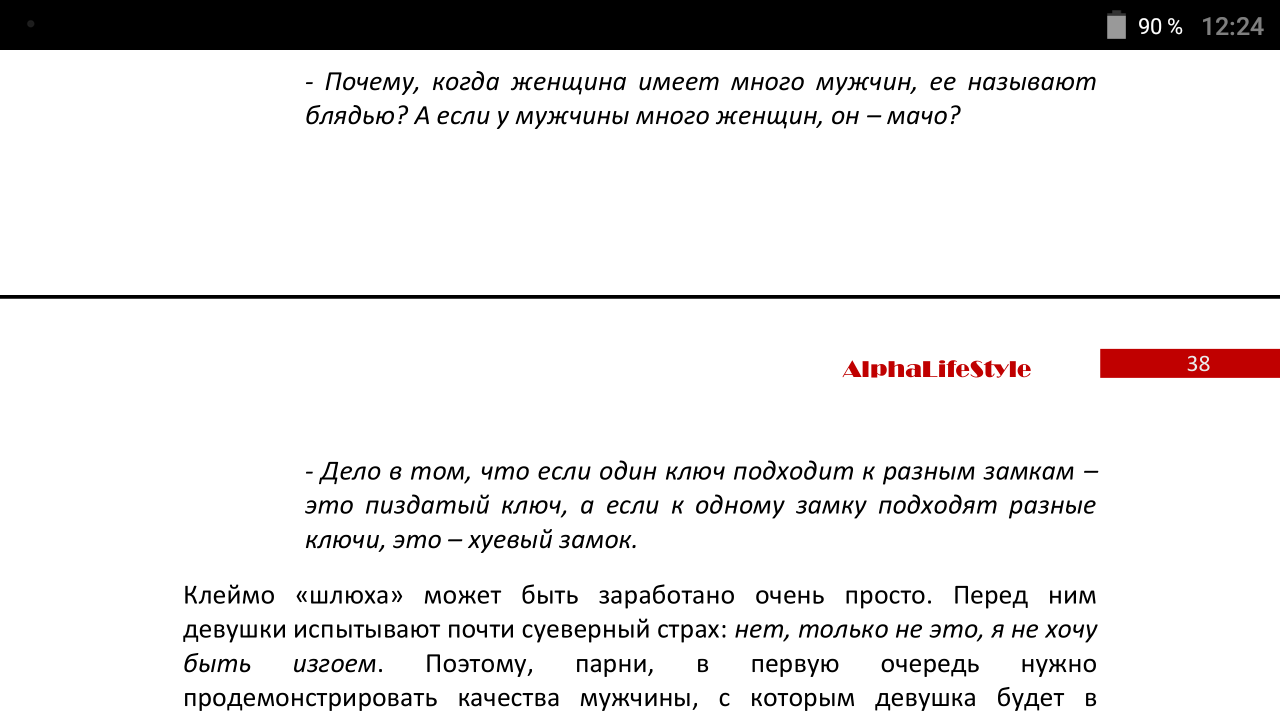 90 % 12:24
- Почему, когда женщина имеет много мужчин, ее называют
блядью? А если у мужчины много женщин, он – мачо?
AlphaLifeStyle 38
- Дело в том, что если один ключ подходит к разным замкам –
это пиздатый ключ, а если к одному замку подходят разные
ключи, это – хуевый замок.
Клеймо «шлюха» может быть заработано очень просто. Перед ним
девушки испытывают почти суеверный страх: нет, только не это, я не хочу
быть изгоем. Поэтому, парни, в первую очередь нужно
продемонстрировать качества мужчины, с которым девушка будет в